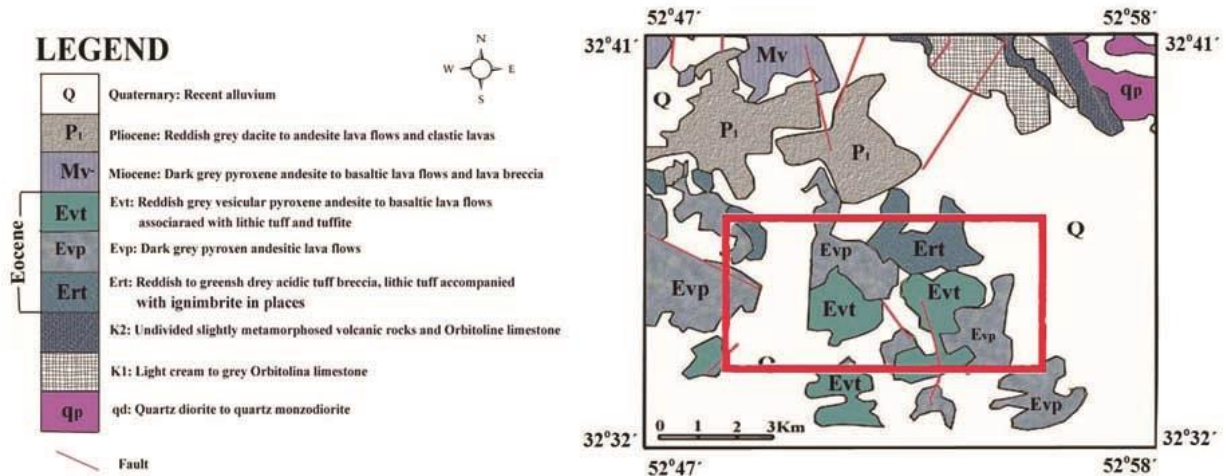 LEGEND
N
W E
S
Q Quaternary: Recent alluvium
P1 Pliocene: Reddish grey dacite to andesite lava flows and clastic lavas
Mv- Miocene: Dark grey pyroxene andesite to basaltic lava flows and lava breccia
Eocene
Evt Evt: Reddish grey vesicular pyroxene andesite to basaltic lava flows
associaraed with lithic tuff and tuffite
Evp Evp: Dark grey pyroxen andesitic lava flows
Ert Ert: Reddish to greensh drey acidic tuff breccia, lithic tuff accompanied
with ignimbrite in places
K2: Undivided slightly metamorphosed volcanic rocks and Orbitoline limestone
K1: Light cream to grey Orbitolina limestone
qp qd: Quartz diorite to quartz monzodiorite
Fault
52°47´ 52°58´
32°41´ 32°41´
Mv
Q
qp
P1
P1
Q
Evp Ert
Evp
Evt Evt
Evp
Q
Evt
Evp
0 1 2 3Km
32°32´ 32°32´
52°47´ 52°58´